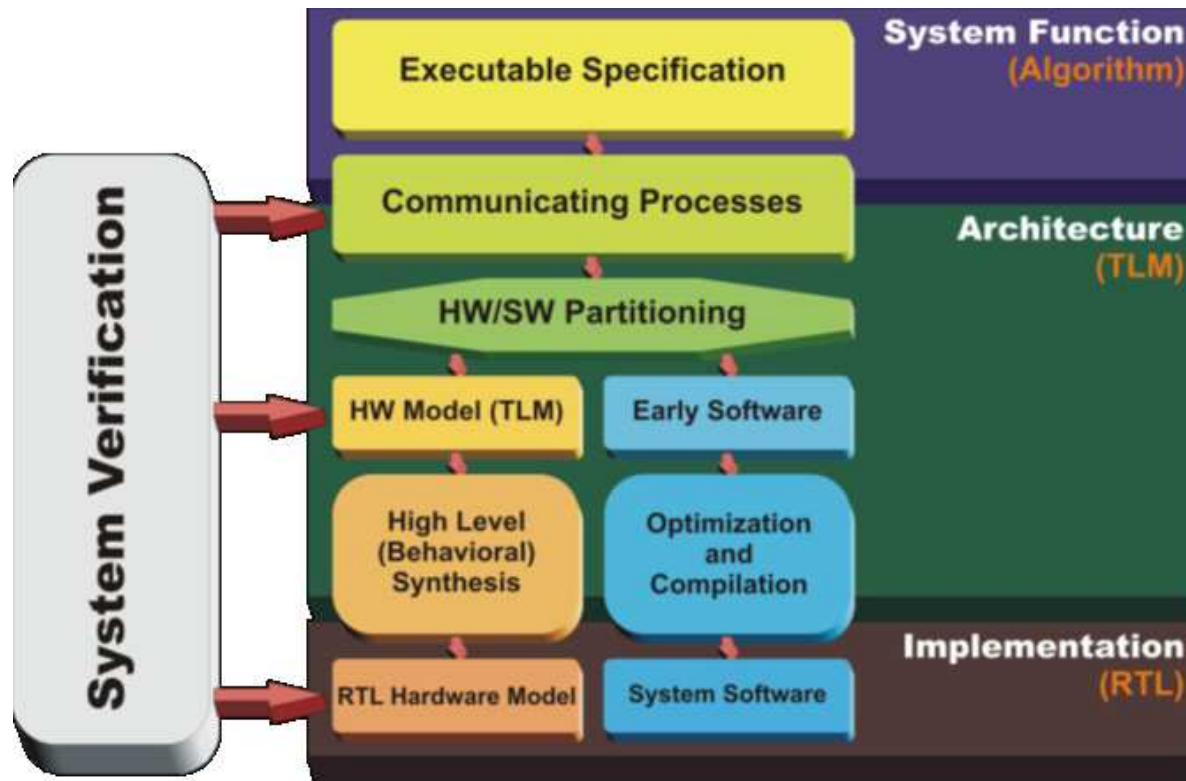 System Verification
Executable Specification
System Function
(Algorithm)
Communicating Processes
Architecture
(TLM)
HW/SW Partitioning
HW Model (TLM)
Early Software
High Level
(Behavioral)
Synthesis
Optimization
and
Compilation
Implementation
(RTL)
RTL Hardware Model
System Software